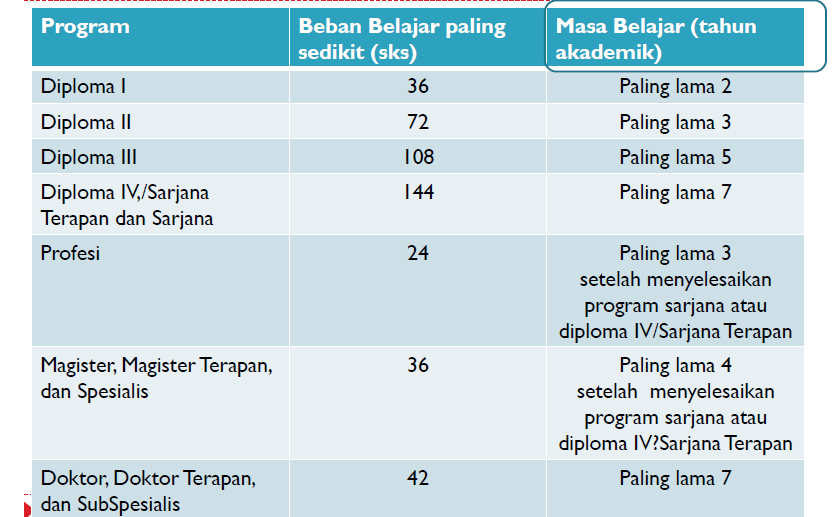 Program
Beban Belajar paling
sedikit (sks)
Masa Belajar (tahun
akademik)
Diploma I
36
Paling lama 2
Diploma II
72
Paling lama 3
Diploma III
108
Paling lama 5
Diploma IV,/Sarjana
Terapan dan Sarjana
144
Paling lama 7
Profesi
24
Paling lama 3
setelah menyelesaikan
program sarjana atau
diploma IV/Sarjana Terapan
Magister, Magister Terapan,
dan Spesialis
36
Paling lama 4
setelah menyelesaikan
program sarjana atau
diploma IV?Sarjana Terapan
Doktor, Doktor Terapan,
dan SubSpesialis
42
Paling lama 7